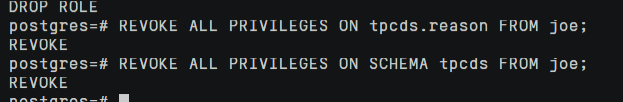 DROP ROLE
postgres=# REVOKE ALL PRIVILEGES ON tpcds.reason FROM joe;
REVOKE
postgres=# REVOKE ALL PRIVILEGES ON SCHEMA tpcds FROM joe;
REVOKE
postgres=#